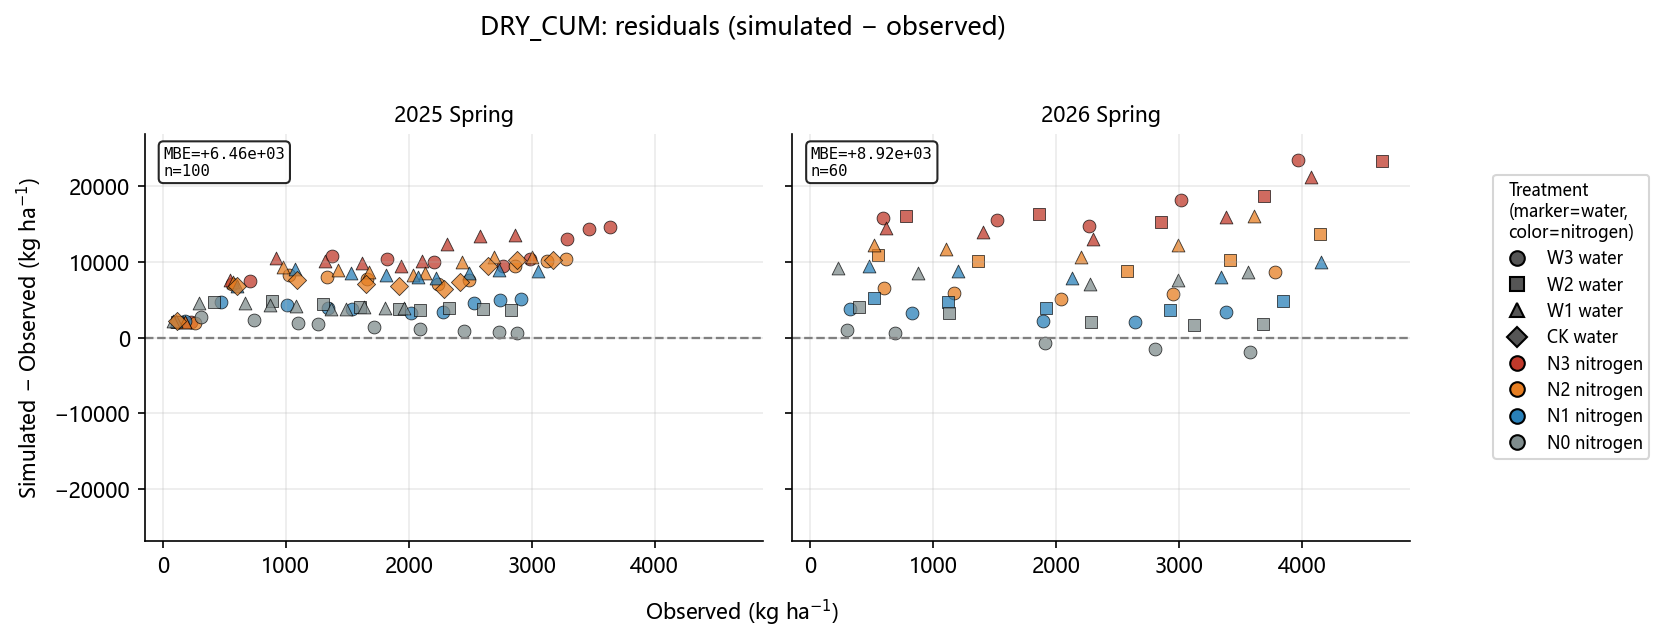 DRY_CUM: residuals (simulated − observed)
2025 Spring
2026 Spring
MBE=+6.46e+03
n=100
MBE=+8.92e+03
n=60
Simulated − Observed (kg ha⁻¹)
20000
10000
0
−10000
−20000
0 1000 2000 3000 4000
0 1000 2000 3000 4000
Observed (kg ha⁻¹)
Treatment
(marker=water,
color=nitrogen)
W3 water
W2 water
W1 water
CK water
N3 nitrogen
N2 nitrogen
N1 nitrogen
N0 nitrogen